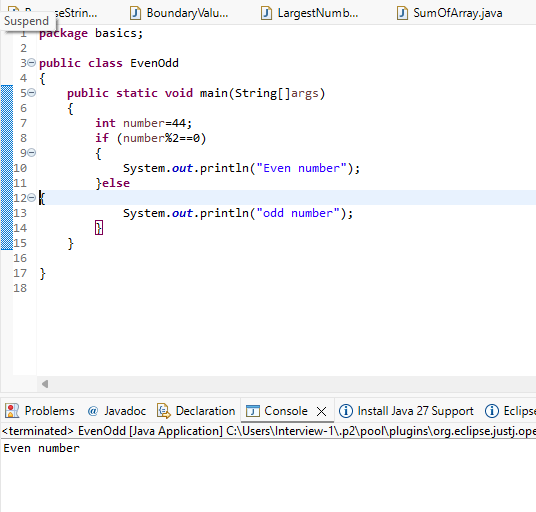 ReverseStrin...
BoundaryValu...
LargestNumb...
SumOfArray.java
Suspend
1 package basics;
2
3 public class EvenOdd
4 {
5     public static void main(String[]args)
6     {
7         int number=44;
8         if (number%2==0)
9         {
10             System.out.println("Even number");
11         }else
12 {
13             System.out.println("odd number");
14         }
15     }
16
17 }
18
Problems @ Javadoc Declaration Console Install Java 27 Support Eclipse
<terminated> EvenOdd [Java Application] C:\Users\Interview-1\.p2\pool\plugins\org.eclipse.justj.ope
Even number